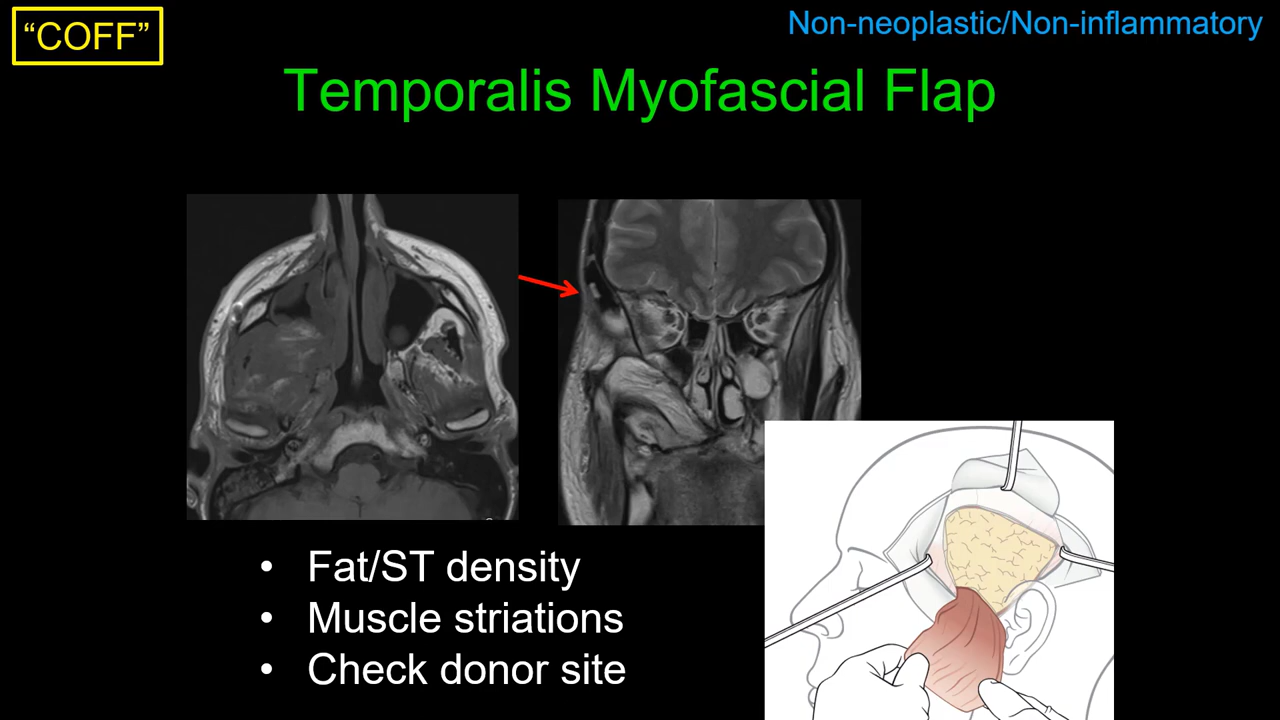 “COFF”
Non-neoplastic/Non-inflammatory
Temporalis Myofascial Flap
• Fat/ST density
• Muscle striations
• Check donor site